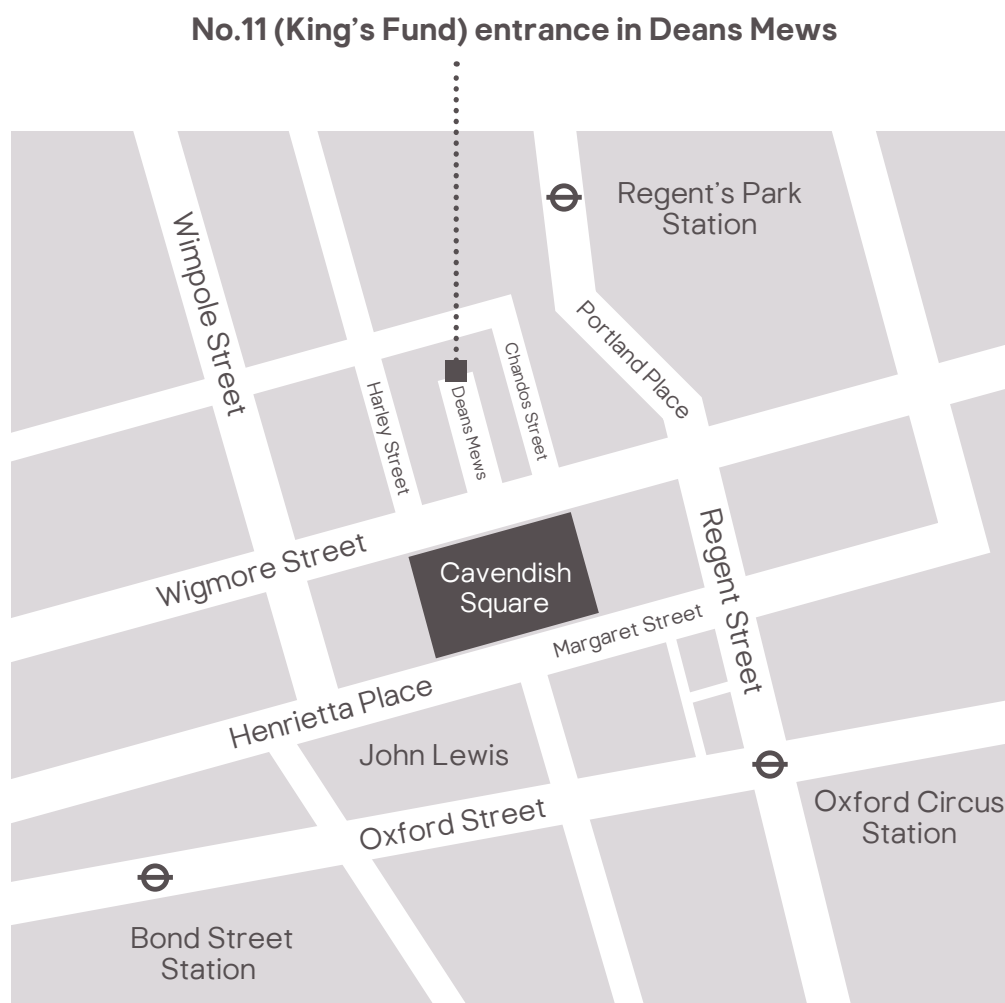 No.11 (King’s Fund) entrance in Deans Mews
Regent’s Park
Station
Wimpole Street
Portland Place
Chandos Street
Harley Street
Deans Mews
Wigmore Street
Regent Street
Cavendish
Square
Margaret Street
Henrietta Place
John Lewis
Oxford Street
Oxford Circus
Station
Bond Street
Station